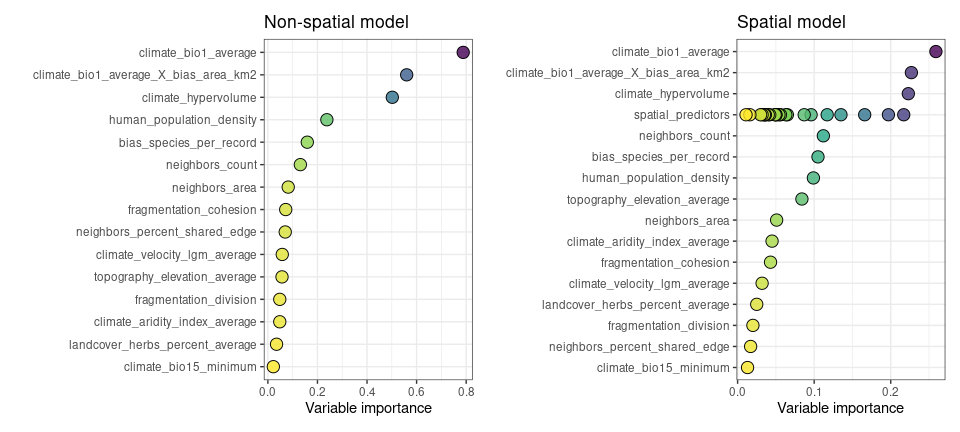 Non-spatial model
climate_bio1_average
climate_bio1_average_X_bias_area_km2
climate_hypervolume
human_population_density
bias_species_per_record
neighbors_count
neighbors_area
fragmentation_cohesion
neighbors_percent_shared_edge
climate_velocity_lgm_average
topography_elevation_average
fragmentation_division
climate_aridity_index_average
landcover_herbs_percent_average
climate_bio15_minimum
0.0 0.2 0.4 0.6 0.8
Variable importance
Spatial model
climate_bio1_average
climate_bio1_average_X_bias_area_km2
climate_hypervolume
spatial_predictors
neighbors_count
bias_species_per_record
human_population_density
topography_elevation_average
neighbors_area
climate_aridity_index_average
fragmentation_cohesion
climate_velocity_lgm_average
landcover_herbs_percent_average
fragmentation_division
neighbors_percent_shared_edge
climate_bio15_minimum
0.0 0.1 0.2
Variable importance